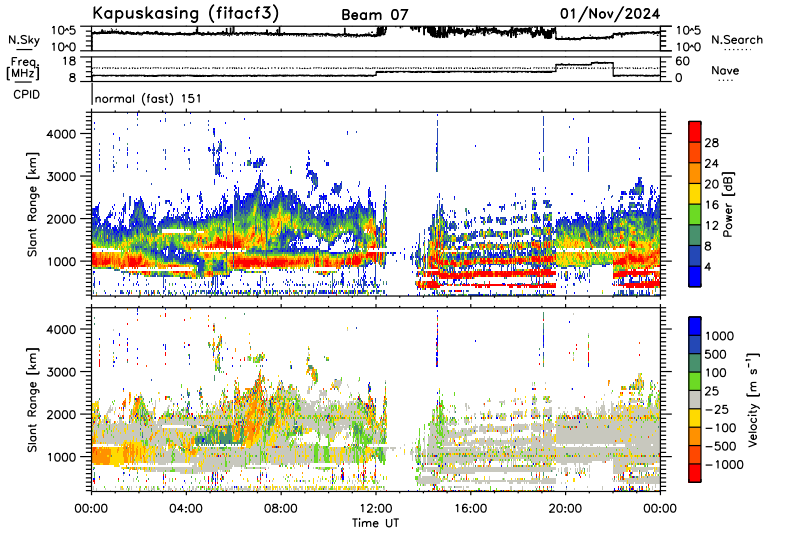 Kapuskasing (fitacf3) Beam 07 01/Nov/2024
N.Sky 10^5 10^0 10^5 10^0 N.Search
Freq. [MHz] 18 8 60 0 Nave
CPID normal (fast) 151
Slant Range [km] 4000 3000 2000 1000
Power [dB] 28 24 20 16 12 8 4
Slant Range [km] 4000 3000 2000 1000
Velocity [m s^-1] 1000 500 100 25 -25 -100 -500 -1000
00:00 04:00 08:00 12:00 16:00 20:00 00:00
Time UT